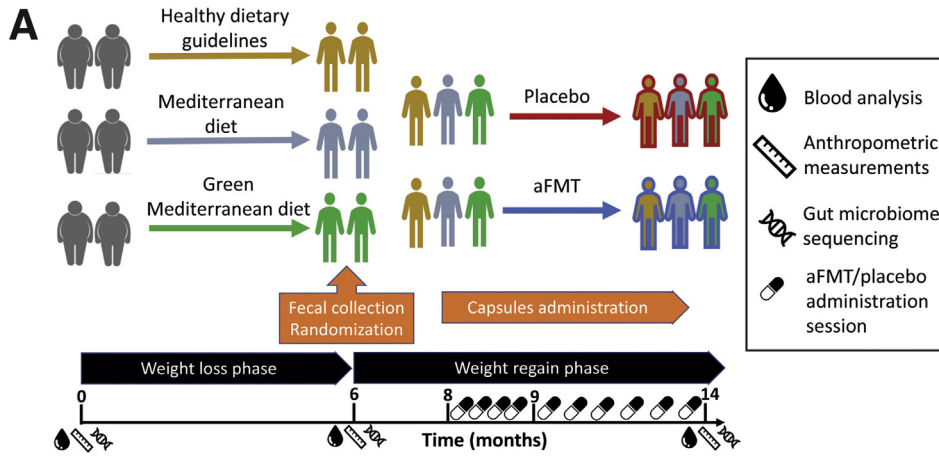 A
Healthy dietary
guidelines
Mediterranean
diet
Green
Mediterranean diet
Placebo
aFMT
Fecal collection
Randomization
Capsules administration
Weight loss phase
Weight regain phase
0
6
8
9
14
Time (months)
Blood analysis
Anthropometric
measurements
Gut microbiome
sequencing
aFMT/placebo
administration
session